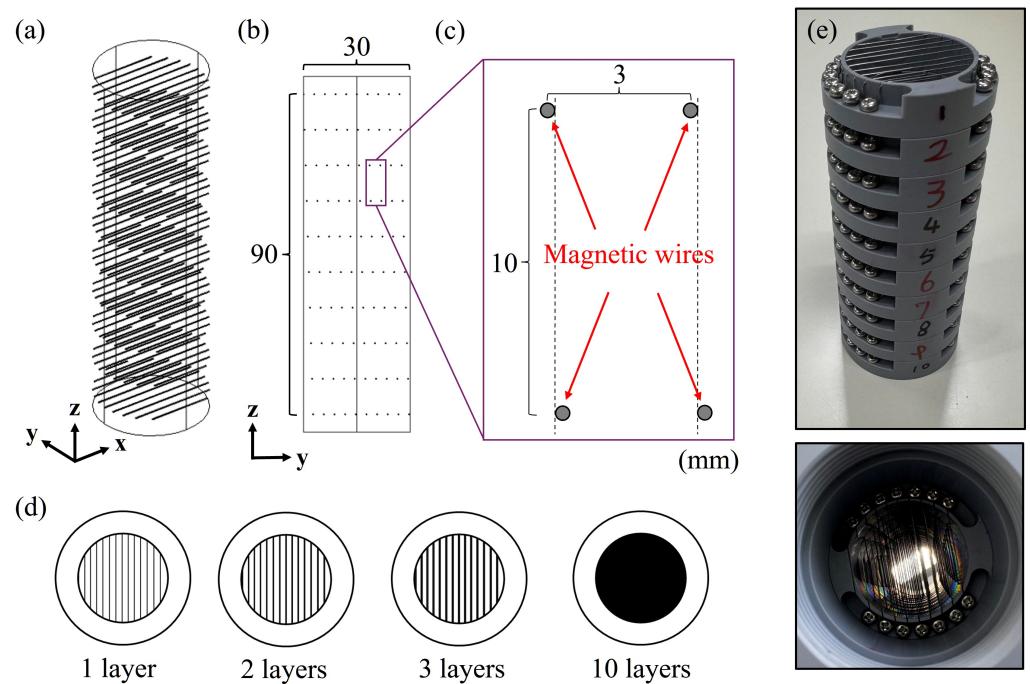 (a)
(b)
(c)
(e)
30
3
90
10
Magnetic wires
z
y
x
z
y
(mm)
1
2
3
4
5
6
7
8
9
10
(d)
1 layer
2 layers
3 layers
10 layers